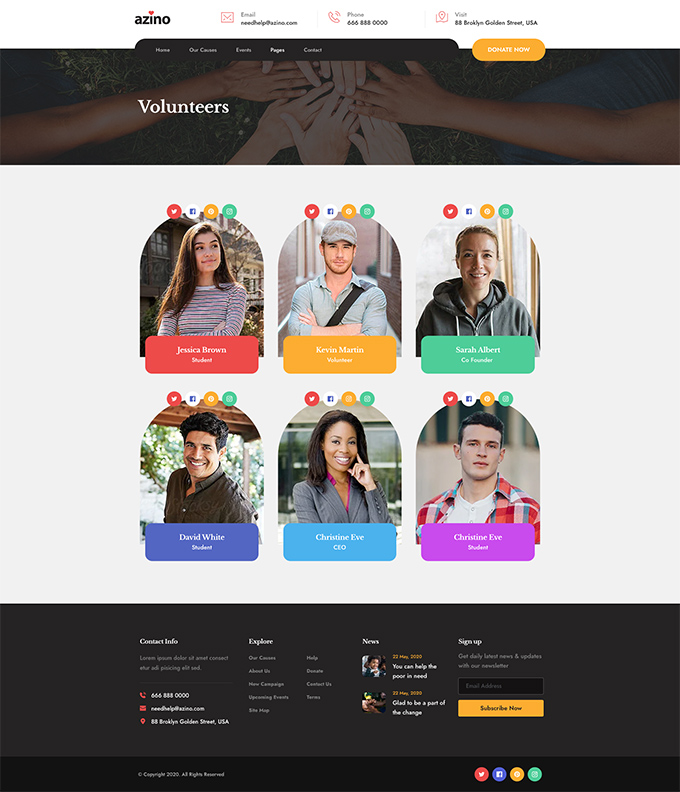 azino
Email
needhelp@azino.com
Phone
666 888 0000
Visit
88 Broklyn Golden Street, USA
Home
Our Causes
Events
Pages
Contact
DONATE NOW
Volunteers
Jessica Brown
Student
Kevin Martin
Volunteer
Sarah Albert
Co Founder
David White
Student
Christine Eve
CEO
Christine Eve
Student
Contact Info
Lorem ipsum dolor sit amet consect
etur adi pisicing elit sed.
666 888 0000
needhelp@azino.com
88 Broklyn Golden Street, USA
Explore
Our Causes
About Us
New Campaign
Upcoming Events
Site Map
Help
Donate
Contact Us
Terms
News
22 May, 2020
You can help the
poor in need
22 May, 2020
Glad to be a part of
the change
Sign up
Get daily latest news & updates
with our newsletter
Email Address
Subscribe Now
© Copyright 2020. All Rights Reserved